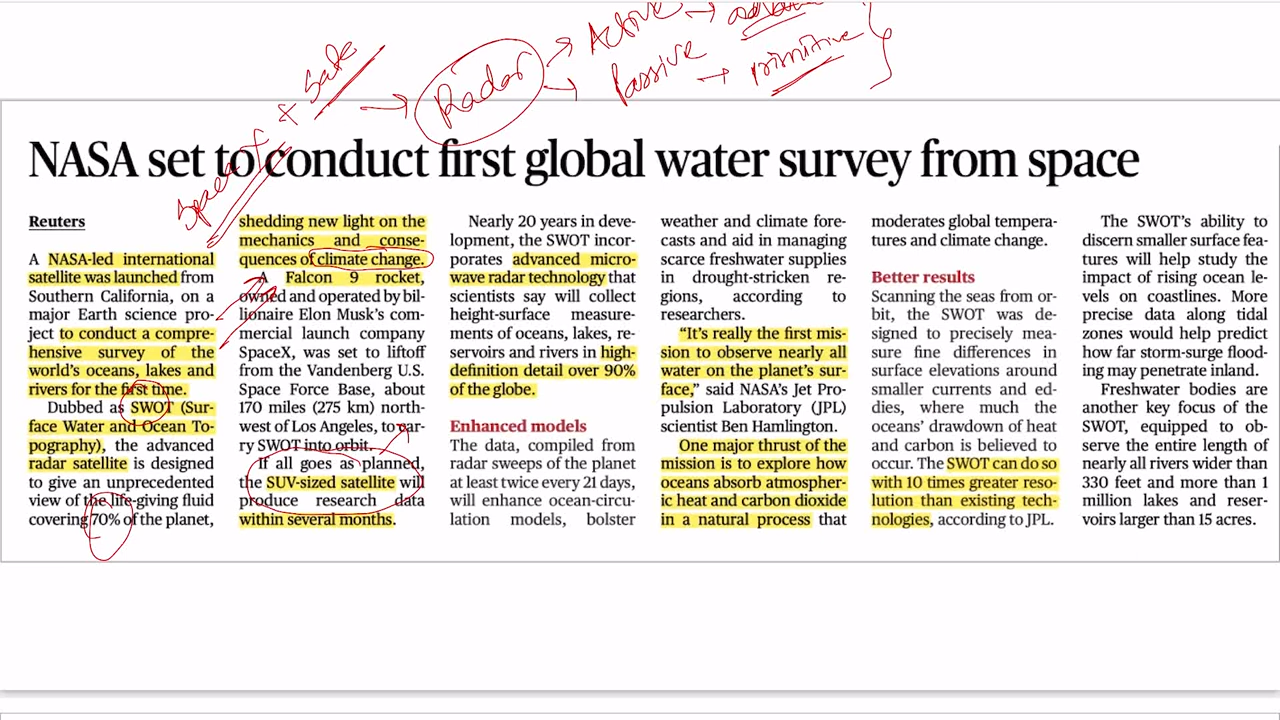 Active →
Passive → primitive
→ Radar
SpaceX + 
NASA set to conduct first global water survey from space
Reuters
A NASA-led international
satellite was launched from
Southern California, on a
major Earth science pro-
ject to conduct a compre-
hensive survey of the
world's oceans, lakes and
rivers for the first time.
Dubbed as SWOT (Sur-
face Water and Ocean To-
pography), the advanced
radar satellite is designed
to give an unprecedented
view of the life-giving fluid
covering 70% of the planet,
shedding new light on the
mechanics and conse-
quences of climate change.
A Falcon 9 rocket,
owned and operated by bil-
lionaire Elon Musk's com-
mercial launch company
SpaceX, was set to liftoff
from the Vandenberg U.S.
Space Force Base, about
170 miles (275 km) north-
west of Los Angeles, to car-
ry SWOT into orbit.
If all goes as planned,
the SUV-sized satellite will
produce research data
within several months.
Nearly 20 years in deve-
lopment, the SWOT incor-
porates advanced micro-
wave radar technology that
scientists say will collect
height-surface measure-
ments of oceans, lakes, re-
servoirs and rivers in high-
definition detail over 90%
of the globe.
Enhanced models
The data, compiled from
radar sweeps of the planet
at least twice every 21 days,
will enhance ocean-circu-
lation models, bolster
weather and climate fore-
casts and aid in managing
scarce freshwater supplies
in drought-stricken re-
gions, according to
researchers.
"It's really the first mis-
sion to observe nearly all
water on the planet's sur-
face," said NASA's Jet Pro-
pulsion Laboratory (JPL)
scientist Ben Hamlington.
One major thrust of the
mission is to explore how
oceans absorb atmospher-
ic heat and carbon dioxide
in a natural process that
moderates global tempera-
tures and climate change.
Better results
Scanning the seas from or-
bit, the SWOT was de-
signed to precisely mea-
sure fine differences in
surface elevations around
smaller currents and ed-
dies, where much of the
oceans' drawdown of heat
and carbon is believed to
occur. The SWOT can do so
with 10 times greater reso-
lution than existing tech-
nologies, according to JPL.
The SWOT's ability to
discern smaller surface fea-
tures will help study the
impact of rising ocean le-
vels on coastlines. More
precise data along tidal
zones would help predict
how far storm-surge flood-
ing may penetrate inland.
Freshwater bodies are
another key focus of the
SWOT, equipped to ob-
serve the entire length of
nearly all rivers wider than
330 feet and more than 1
million lakes and reser-
voirs larger than 15 acres.